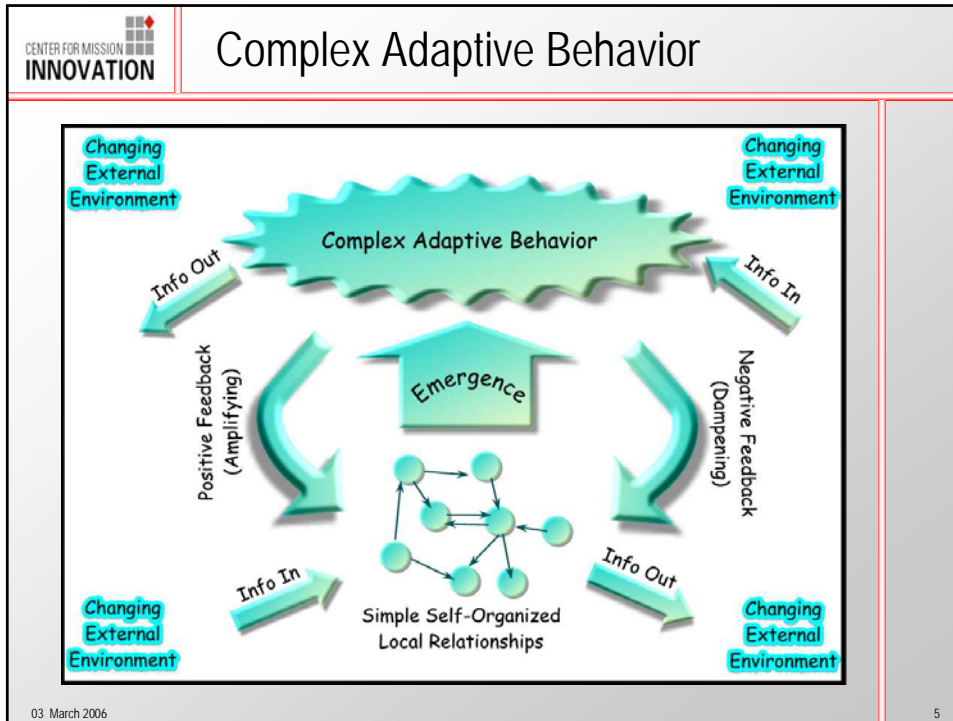 CENTER FOR MISSION
INNOVATION
Complex Adaptive Behavior
Changing
External
Environment
Changing
External
Environment
Complex Adaptive Behavior
Info Out
Info In
Positive Feedback
(Amplifying)
Emergence
Negative Feedback
(Dampening)
Info In
Info Out
Simple Self-Organized
Local Relationships
Changing
External
Environment
Changing
External
Environment
03 March 2006
5